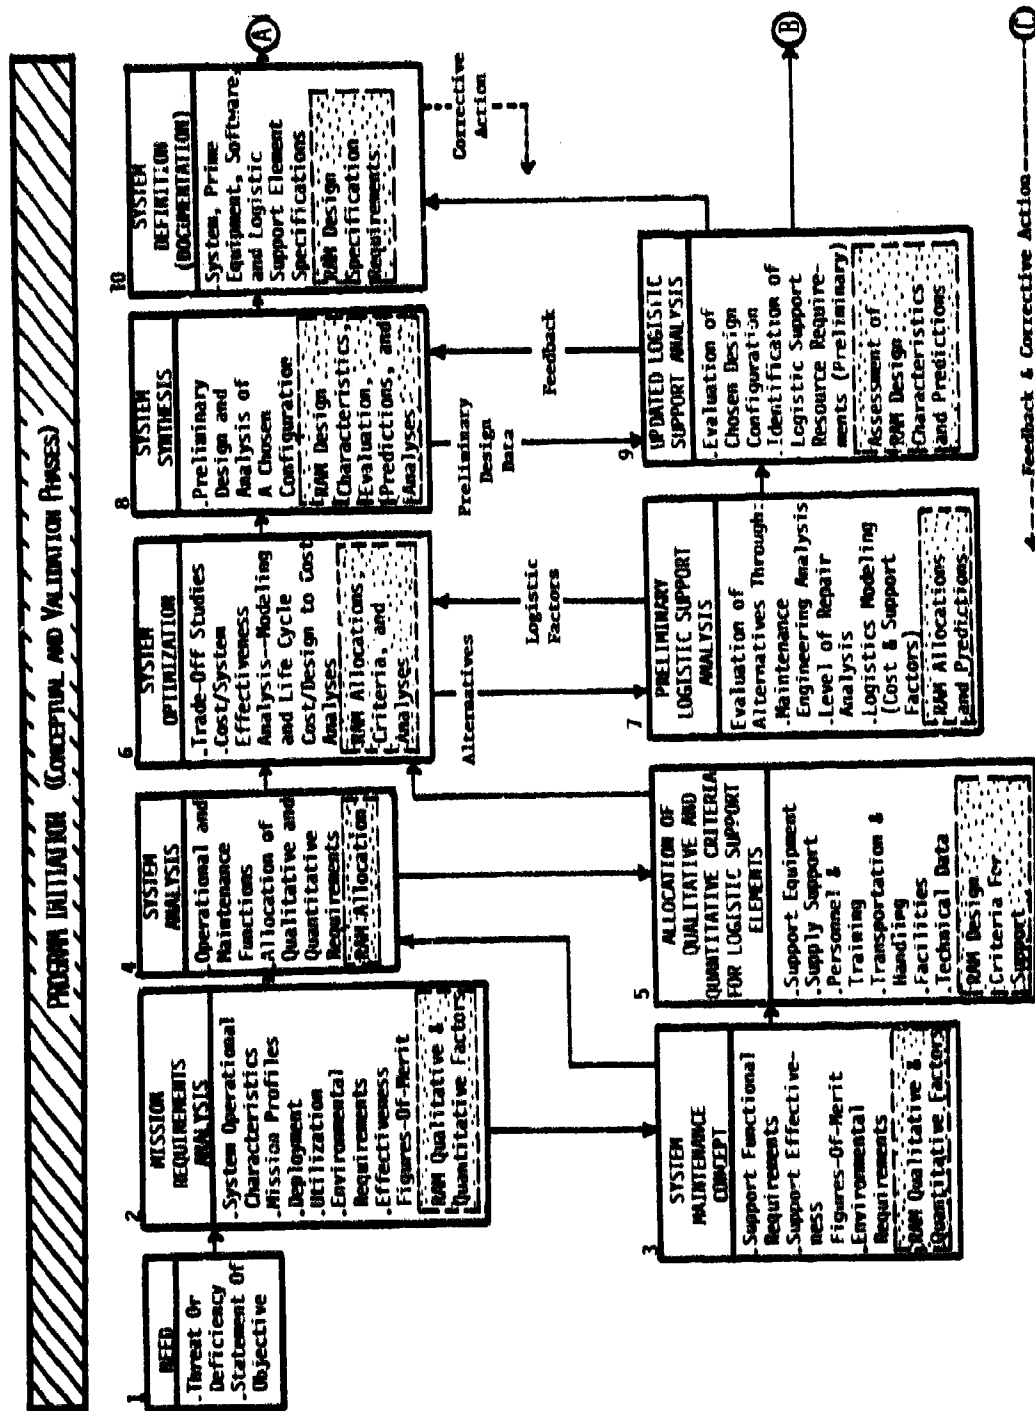 PROGRAM INITIATION (CONCEPTUAL AND VALIDATION PHASES)
1
NEED
-Threat Or
Deficiency
-Statement Of
Objective
2
MISSION
REQUIREMENTS
ANALYSIS
-System Operational
Characteristics
-Mission Profiles
-Deployment
-Utilization
-Environmental
Requirements
-Effectiveness
Figures-Of-Merit
RAM Qualitative &
Quantitative Factors
3
SYSTEM
MAINTENANCE
CONCEPT
-Support Functional
Requirements
-Support Effective-
ness
Figures-Of-Merit
-Environmental
Requirements
RAM Qualitative &
Quantitative Factors
4
SYSTEM
ANALYSIS
-Operational and
Maintenance
Functions
-Allocation of
Qualitative and
Quantitative
Requirements
RAM Allocation
5
ALLOCATION OF
QUALITATIVE AND
QUANTITATIVE CRITERIA
FOR LOGISTIC SUPPORT
ELEMENTS
-Support Equipment
-Supply Support
-Personnel &
Training
-Transportation &
Handling
-Facilities
-Technical Data
RAM Design
Criteria For
Support
6
SYSTEM
OPTIMIZATION
-Trade-Off Studies
-Cost/System
Effectiveness
Analysis-Modeling
and Life Cycle
Cost/Design to Cost
Analyses
RAM Allocations,
Criteria, and
Analyses
Alternatives
Logistic
Factors
7
PRELIMINARY
LOGISTIC SUPPORT
ANALYSIS
Evaluation of
Alternatives Through:
-Maintenance
Engineering Analysis
-Level of Repair
Analysis
-Logistics Modeling
(Cost & Support
Factors)
RAM Allocations
and Predictions
8
SYSTEM
SYNTHESIS
-Preliminary
Design and
Analysis of
A Chosen
Configuration
RAM Design
Characteristics,
Evaluation,
Predictions, and
Analyses
Preliminary
Design
Data
Feedback
9
UPDATED LOGISTIC
SUPPORT ANALYSIS
-Evaluation of
Chosen Design
Configuration
-Identification of
Logistic Support
Resource Require-
ments (Preliminary)
Assessment of
RAM Design
Characteristics
and Predictions
10
SYSTEM
DEFINITION
(DOCUMENTATION)
-System, Prime
Equipment, Software,
and Logistic
Support Element
Specifications
RAM Design
Specification
Requirements
Corrective
Action
A
B
Feedback & Corrective Action
C